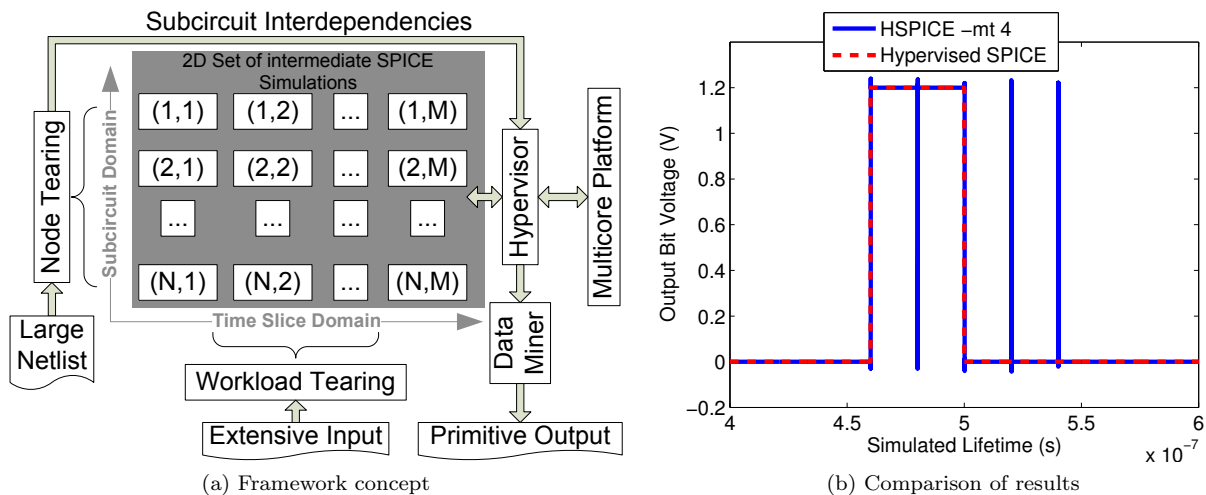 Subcircuit Interdependencies
2D Set of intermediate SPICE
Simulations
Node Tearing
Subcircuit Domain
(1,1) (1,2) ... (1,M)
(2,1) (2,2) ... (2,M)
... ... ... ...
(N,1) (N,2) ... (N,M)
Hypervisor
Multicore Platform
Time Slice Domain
Large
Netlist
Data
Miner
Workload Tearing
Extensive Input
Primitive Output
(a) Framework concept
HSPICE −mt 4
Hypervised SPICE
Output Bit Voltage (V)
1.2
1
0.8
0.6
0.4
0.2
0
−0.2
4 4.5 5 5.5 6
Simulated Lifetime (s)
x 10⁻⁷
(b) Comparison of results